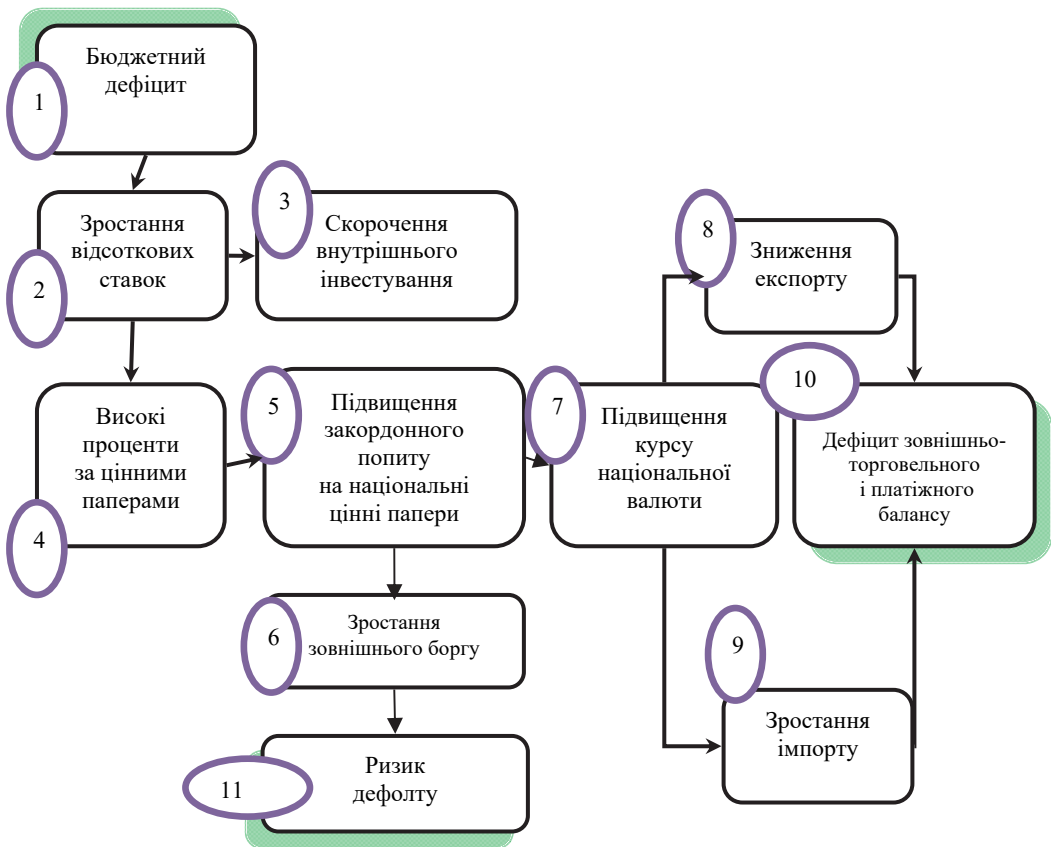 Бюджетний
дефіцит
1
Зростання
відсоткових
ставок
2
3
Скорочення
внутрішнього
інвестування
Високі
проценти
за цінними
паперами
4
5
Підвищення
закордонного
попиту
на національні
цінні папери
6
Зростання
зовнішнього боргу
7
Підвищення
курсу
національної
валюти
8
Зниження
експорту
9
Зростання
імпорту
10
Дефіцит зовнішньо-
торговельного
і платіжного
балансу
11
Ризик
дефолту